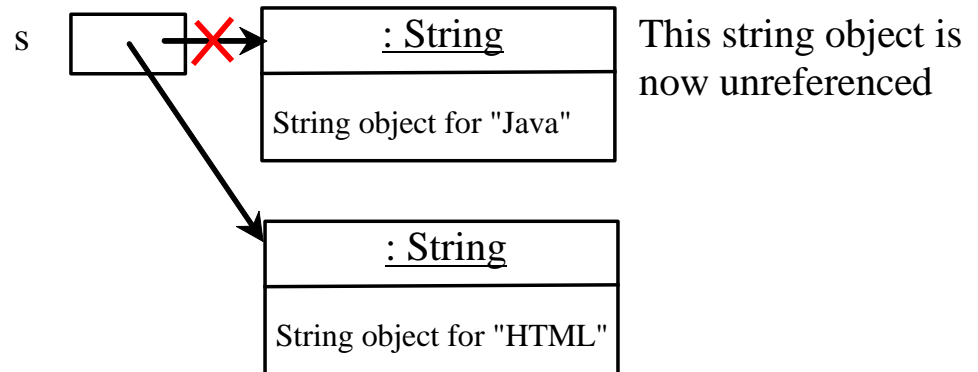 s
: String
This string object is
now unreferenced
String object for "Java"
: String
String object for "HTML"